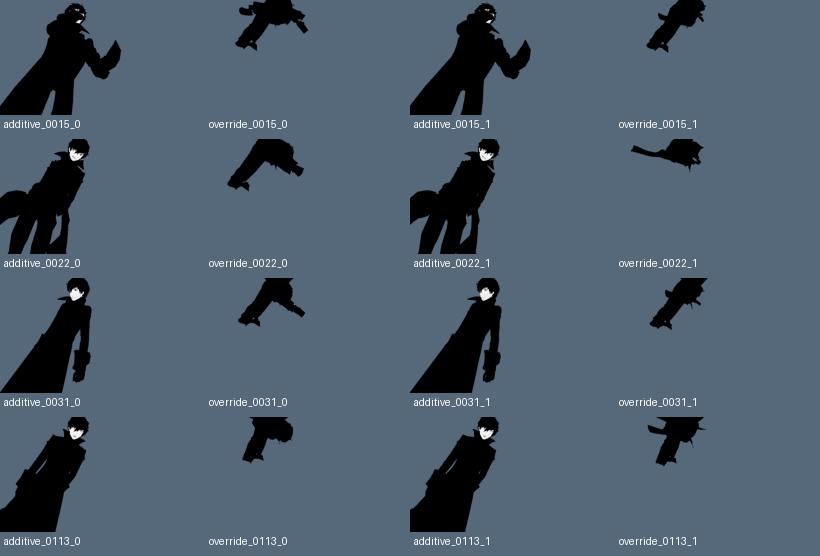 additive_0015_0 override_0015_0 additive_0015_1 override_0015_1
additive_0022_0 override_0022_0 additive_0022_1 override_0022_1
additive_0031_0 override_0031_0 additive_0031_1 override_0031_1
additive_0113_0 override_0113_0 additive_0113_1 override_0113_1